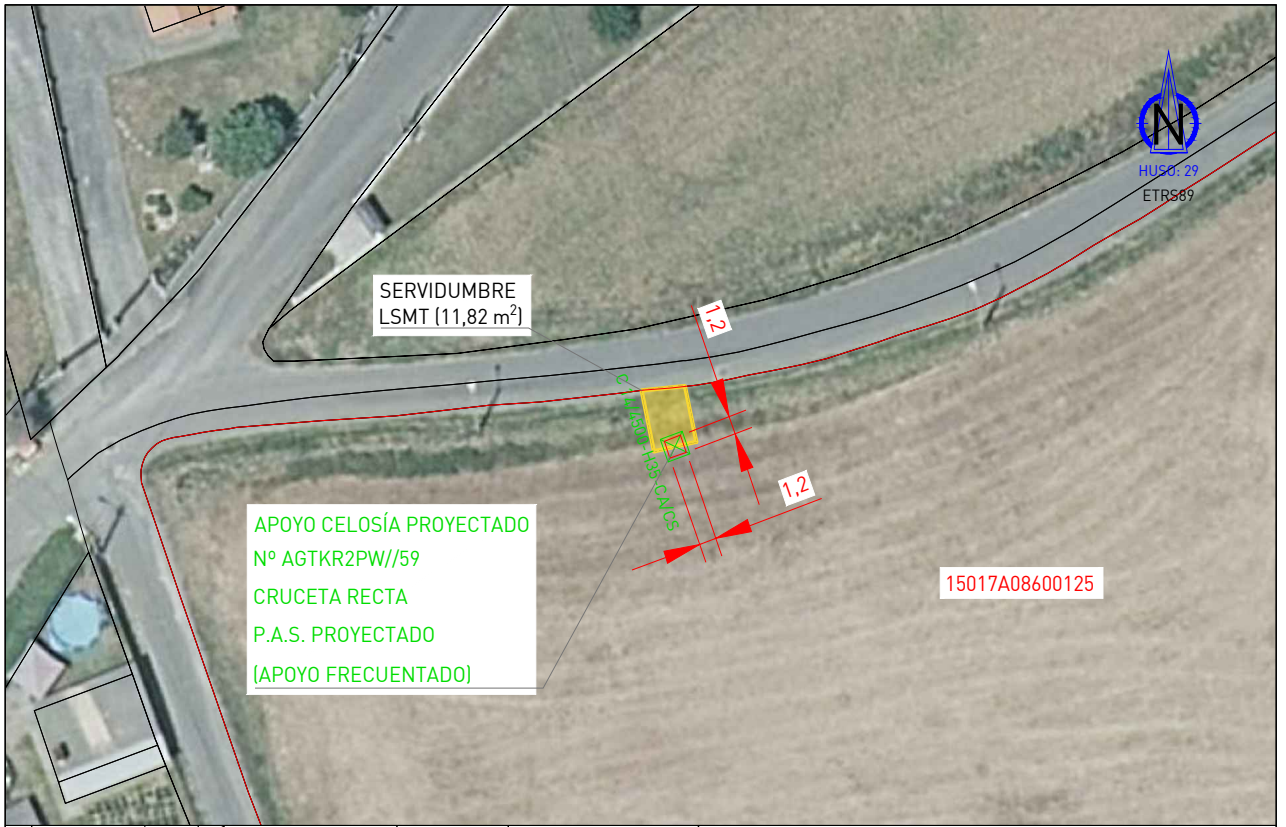 N
HUSO: 29
ETRS89
SERVIDUMBRE
LSMT (11,82 m²)
1,2
1,2
APOYO CELOSÍA PROYECTADO
Nº AGTKR2PW//59
CRUCETA RECTA
P.A.S. PROYECTADO
(APOYO FRECUENTADO)
15017A08600125